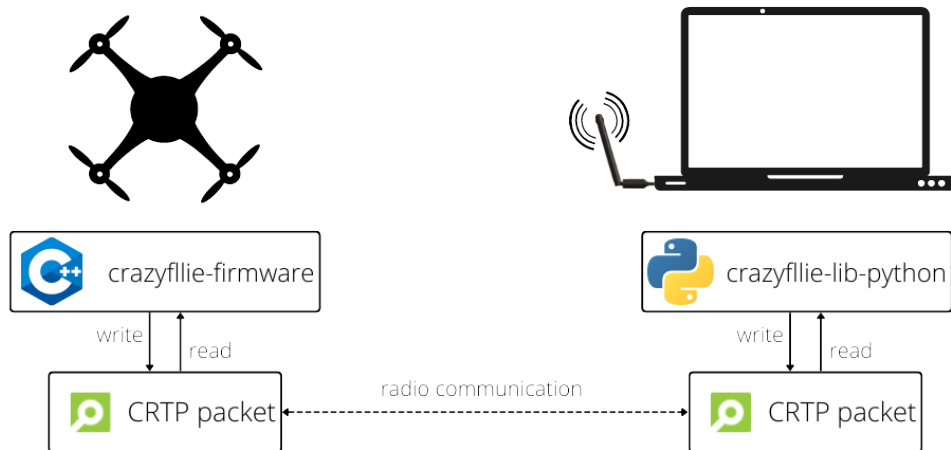 C++
crazyfllie-firmware
crazyfllie-lib-python
write
read
write
read
radio communication
CRTP packet
CRTP packet